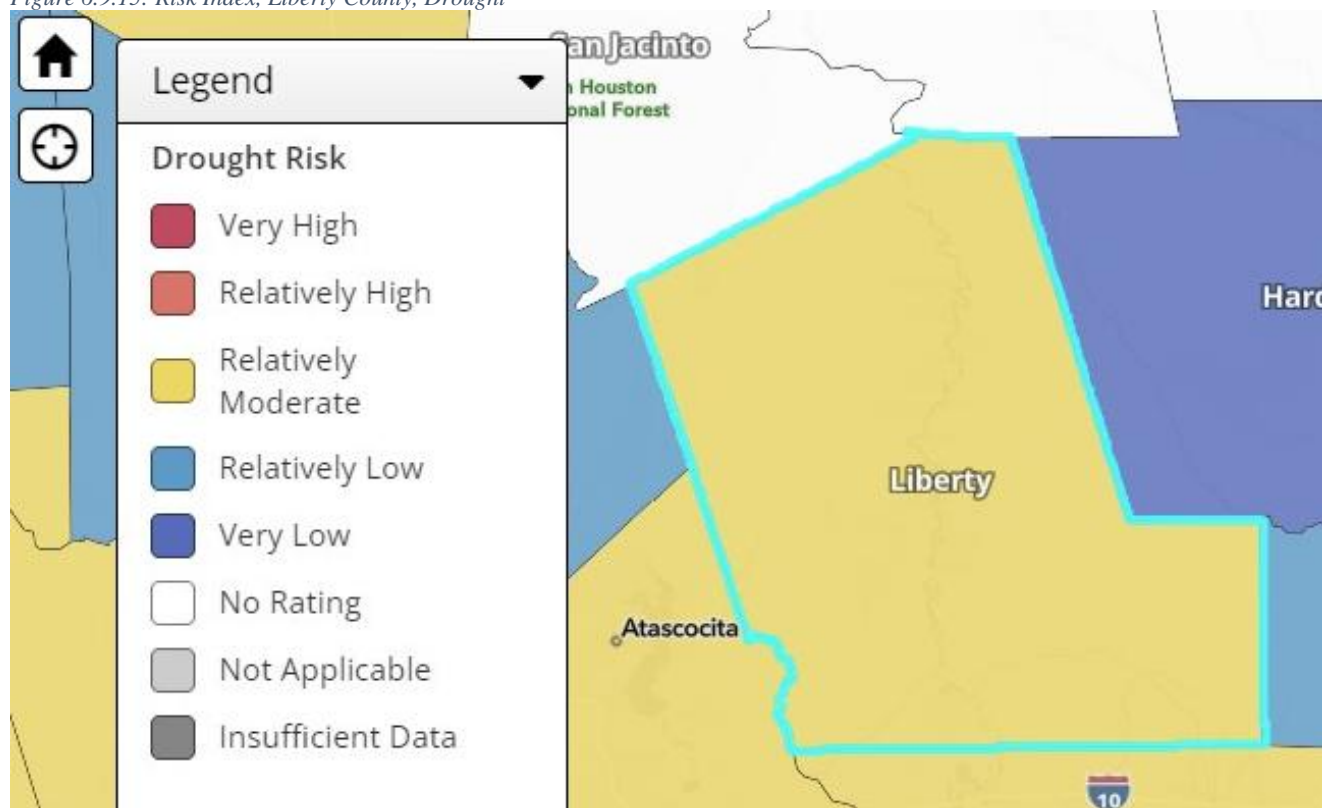 Figure 6.9.15: Risk Index, Liberty County, Drought
Legend
Drought Risk
Very High
Relatively High
Relatively
Moderate
Relatively Low
Very Low
No Rating
Not Applicable
Insufficient Data
San Jacinto
Houston
onal Forest
Hard
Liberty
Atascocita
10